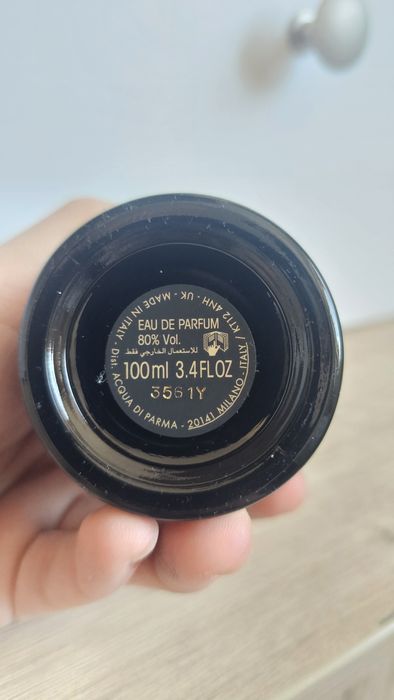 EAU DE PARFUM
80% Vol.
للاستعمال الخارجي فقط
100ml 3.4FLOZ
3561Y
Dist. ACQUA DI PARMA - 20141 MILANO - ITALY / KT12 4NH - UK - MADE IN ITALY -